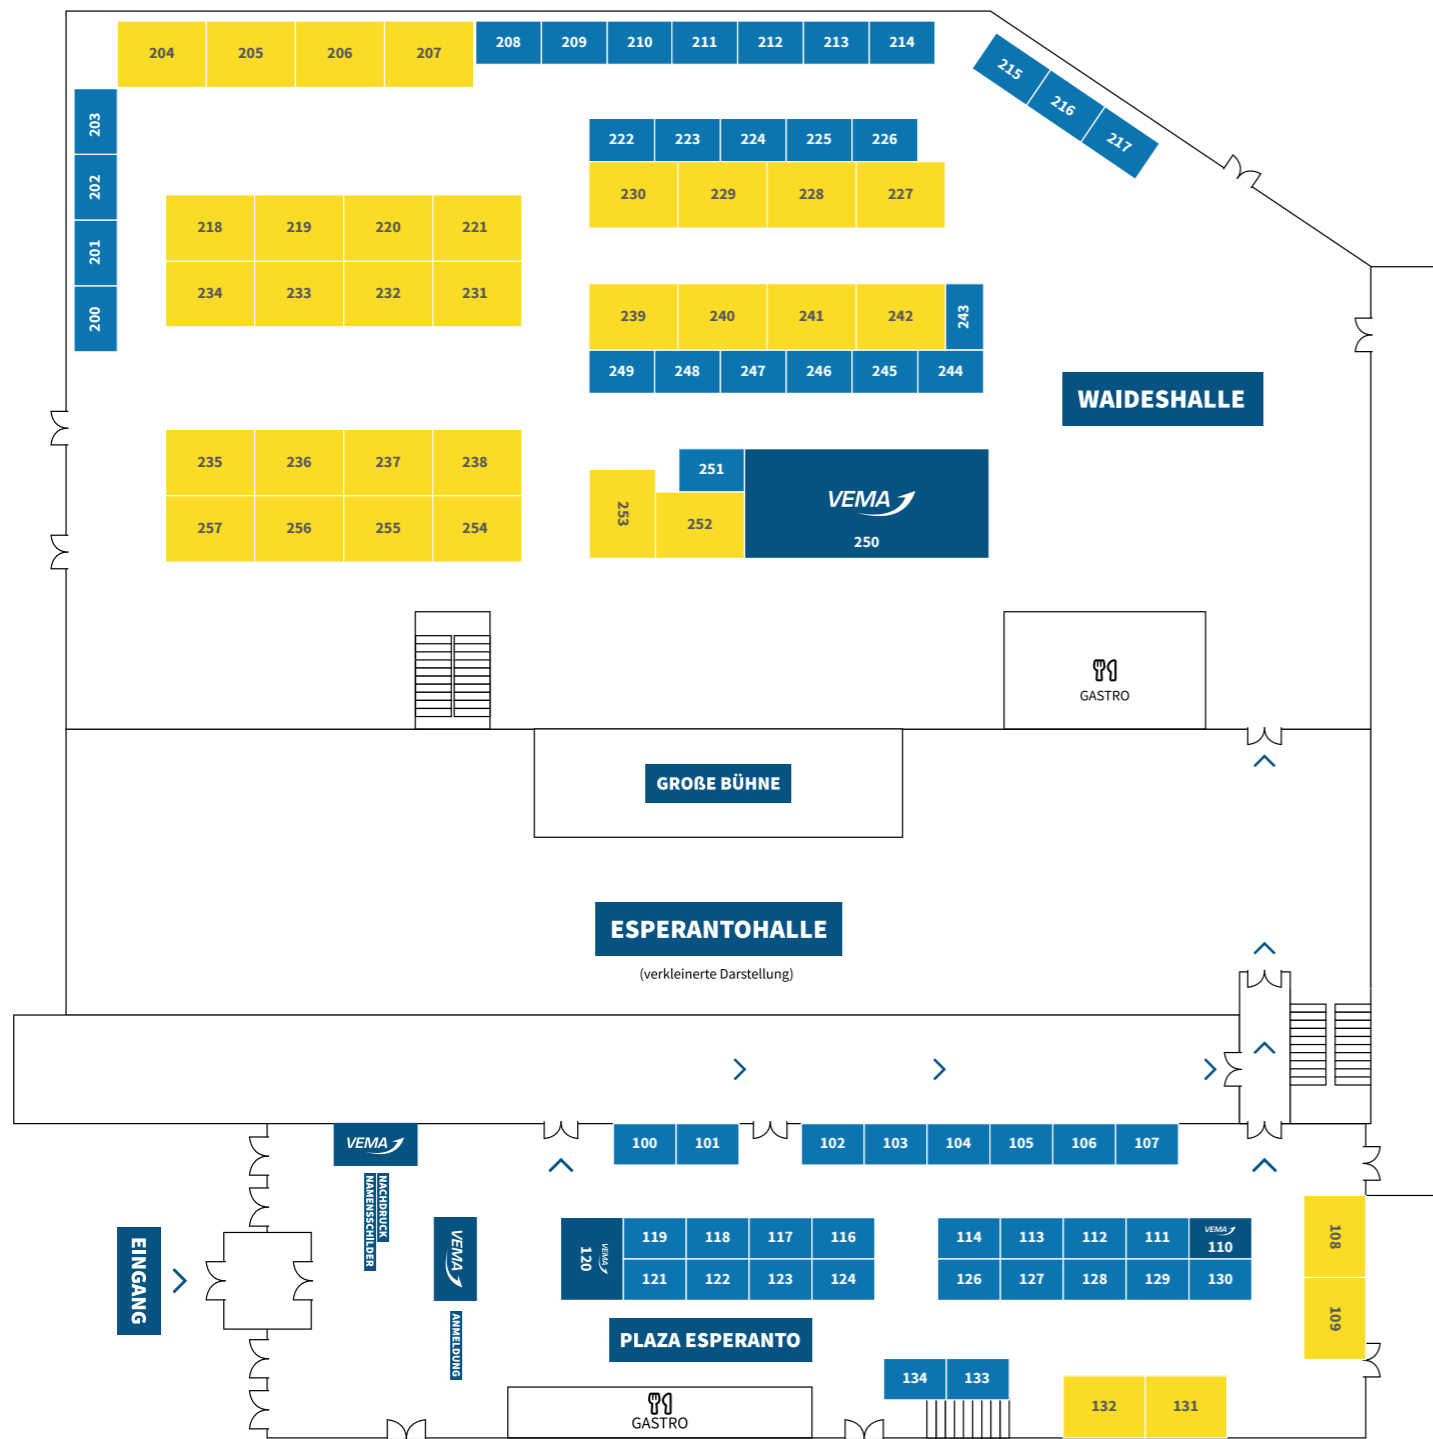 204 205 206 207 208 209 210 211 212 213 214
215
216
217
203
202
201
200
222 223 224 225 226
230 229 228 227
218 219 220 221
234 233 232 231
239 240 241 242 243
249 248 247 246 245 244
WAIDESHALLE
235 236 237 238
257 256 255 254
251
253
252
VEMA
250
GASTRO
GROßE BÜHNE
ESPERANTOHALLE
(verkleinerte Darstellung)
VEMA
NACHDRUCK
NAMENSSCHILDER
100 101 102 103 104 105 106 107
EINGANG
VEMA
ANMELDUNG
VEMA
120
119 118 117 116
121 122 123 124
114 113 112 111
VEMA
110
126 127 128 129 130
108
109
PLAZA ESPERANTO
134 133
132 131
GASTRO